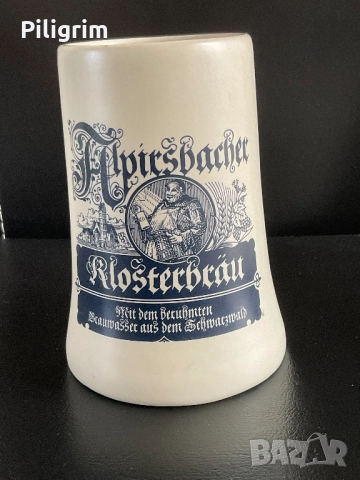 Piligrim
Alpirsbacher
Klosterbräu
Mit dem berühmten
Brauwasser aus dem Schwarzwald
BAZAR